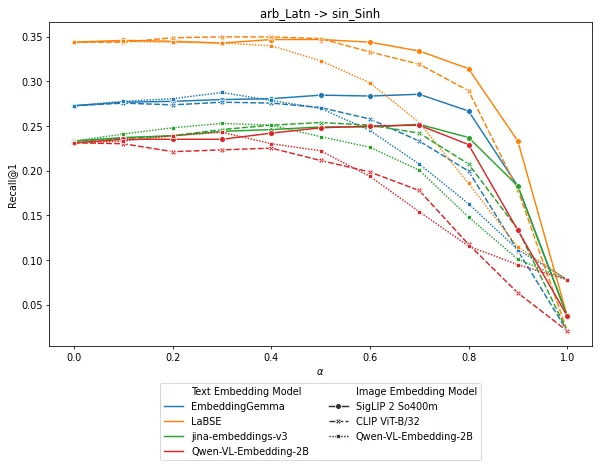 arb_Latn -> sin_Sinh
Recall@1
0.35
0.30
0.25
0.20
0.15
0.10
0.05
0.0 0.2 0.4 0.6 0.8 1.0
α
Text Embedding Model
EmbeddingGemma
LaBSE
jina-embeddings-v3
Qwen-VL-Embedding-2B
Image Embedding Model
SigLIP 2 So400m
CLIP ViT-B/32
Qwen-VL-Embedding-2B